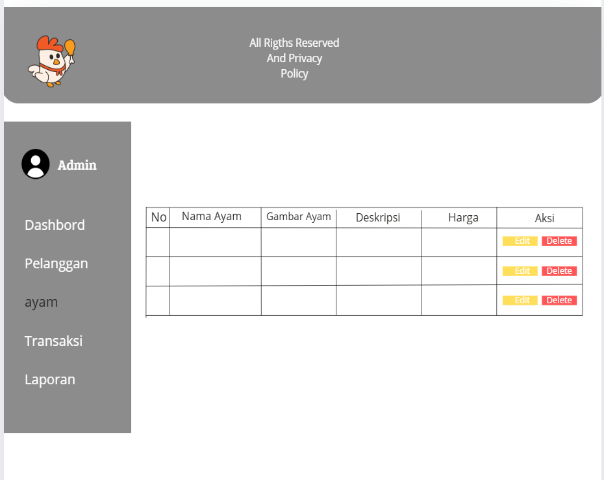 All Rigths Reserved
And Privacy
Policy
Admin
Dashbord
Pelanggan
ayam
Transaksi
Laporan
No Nama Ayam Gambar Ayam Deskripsi Harga Aksi
Edit Delete
Edit Delete
Edit Delete